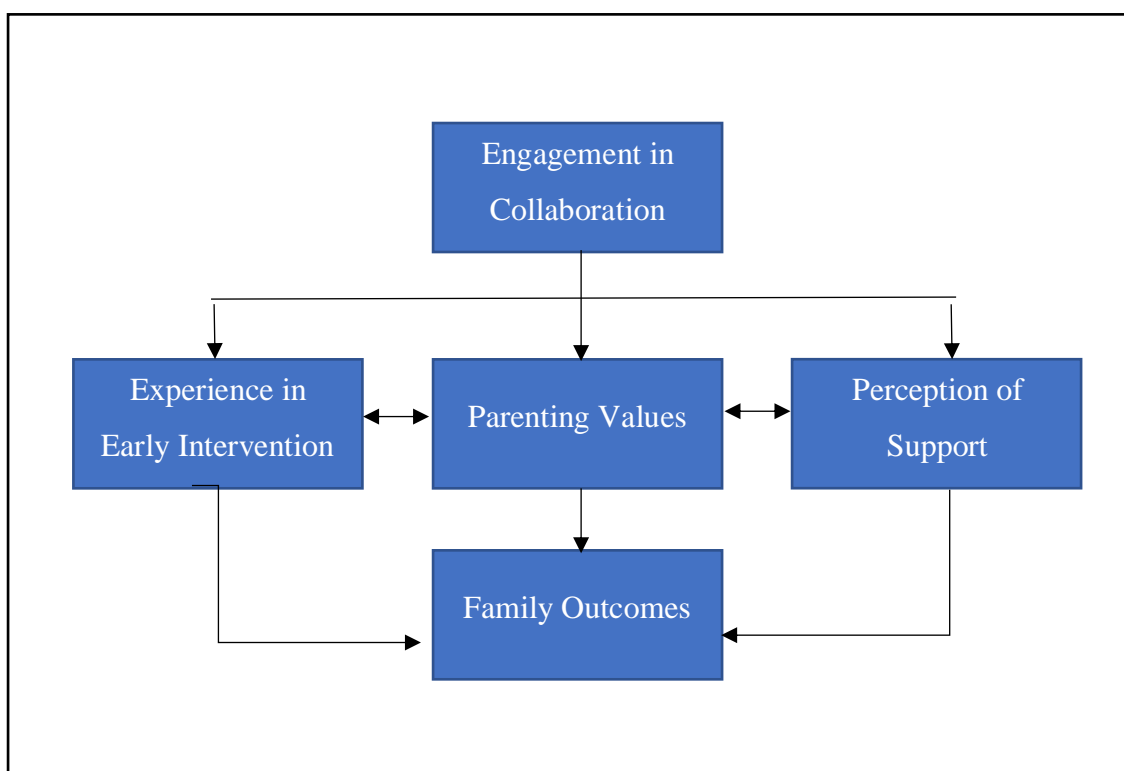 Engagement in
Collaboration
Experience in
Early Intervention
Parenting Values
Perception of
Support
Family Outcomes